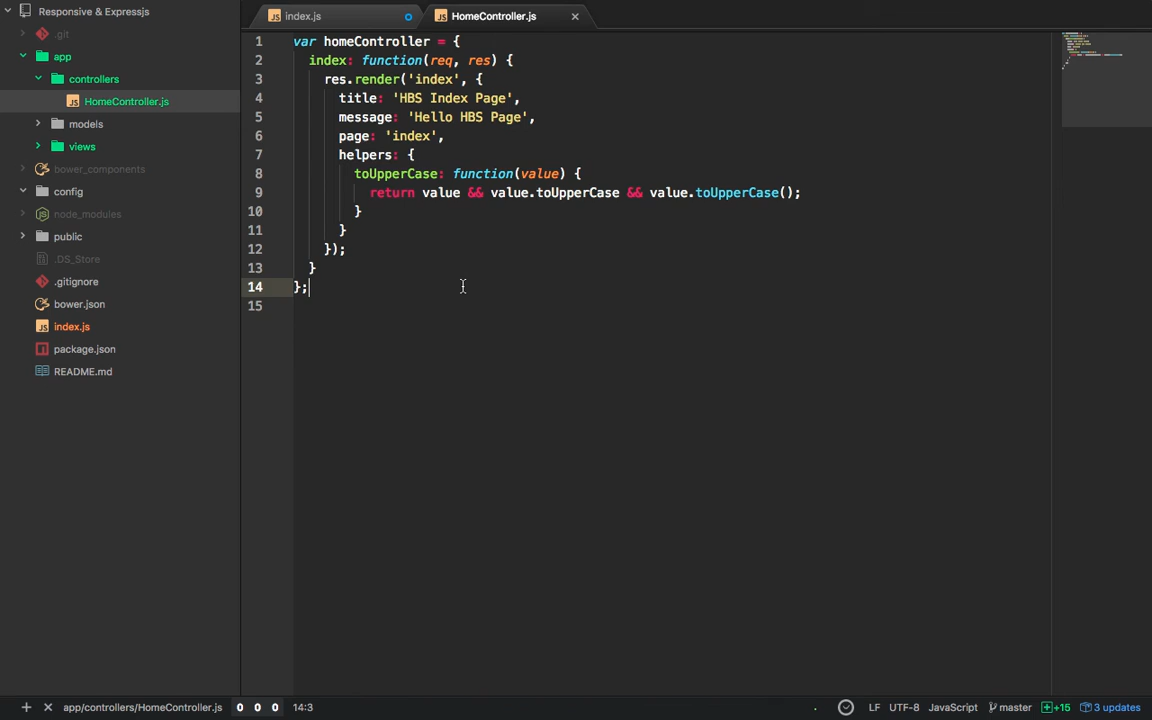 Responsive & Expressjs
.git
app
controllers
HomeController.js
models
views
bower_components
config
node_modules
public
.DS_Store
.gitignore
bower.json
index.js
package.json
README.md
index.js
HomeController.js
1 var homeController = {
2 index: function(req, res) {
3 res.render('index', {
4 title: 'HBS Index Page',
5 message: 'Hello HBS Page',
6 page: 'index',
7 helpers: {
8 toUpperCase: function(value) {
9 return value && value.toUpperCase && value.toUpperCase();
10 }
11 }
12 });
13 }
14 };
15
app/controllers/HomeController.js 0 0 0 14:3 LF UTF-8 JavaScript master +15 3 updates